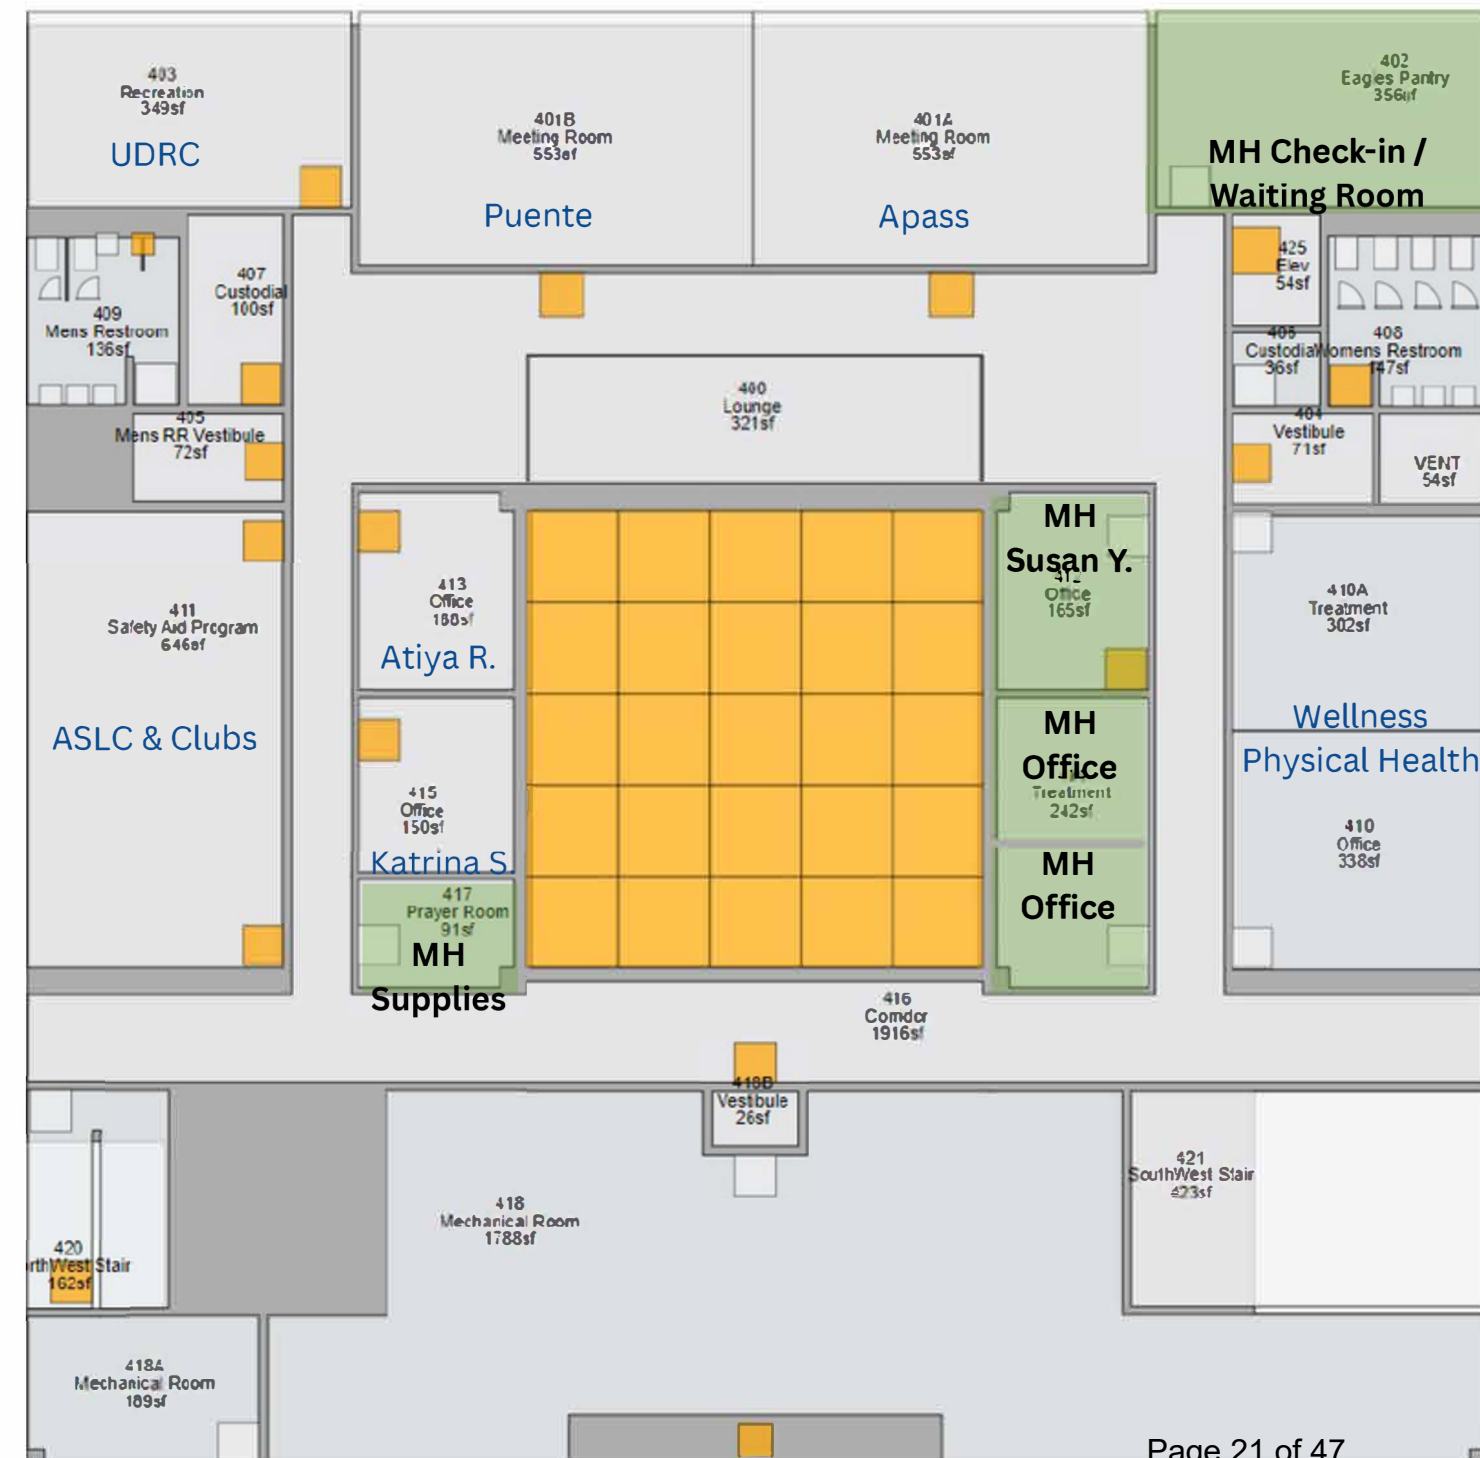 403
Recreation
349sf
UDRC
401B
Meeting Room
553sf
Puente
401A
Meeting Room
553sf
Apass
402
Eagles Pantry
356sf
MH Check-in /
Waiting Room
409
Mens Restroom
136sf
407
Custodial
100sf
405
Mens RR Vestibule
72sf
400
Lounge
321sf
425
Elev
54sf
406
Custodial
36sf
408
Womens Restroom
147sf
404
Vestibule
71sf
VENT
54sf
411
Safety Aid Program
646sf
ASLC & Clubs
413
Office
Atiya R.
415
Office
150sf
Katrina S.
417
Prayer Room
91sf
MH
Supplies
MH
Susan Y.
412
Office
165sf
MH
Office
Treatment
242sf
MH
Office
410A
Treatment
302sf
Wellness
Physical Health
410
Office
338sf
416
Corridor
1916sf
418B
Vestibule
26sf
418
Mechanical Room
1788sf
421
SouthWest Stair
423sf
420
rthWest Stair
162sf
418A
Mechanical Room
189sf
Page 21 of 47